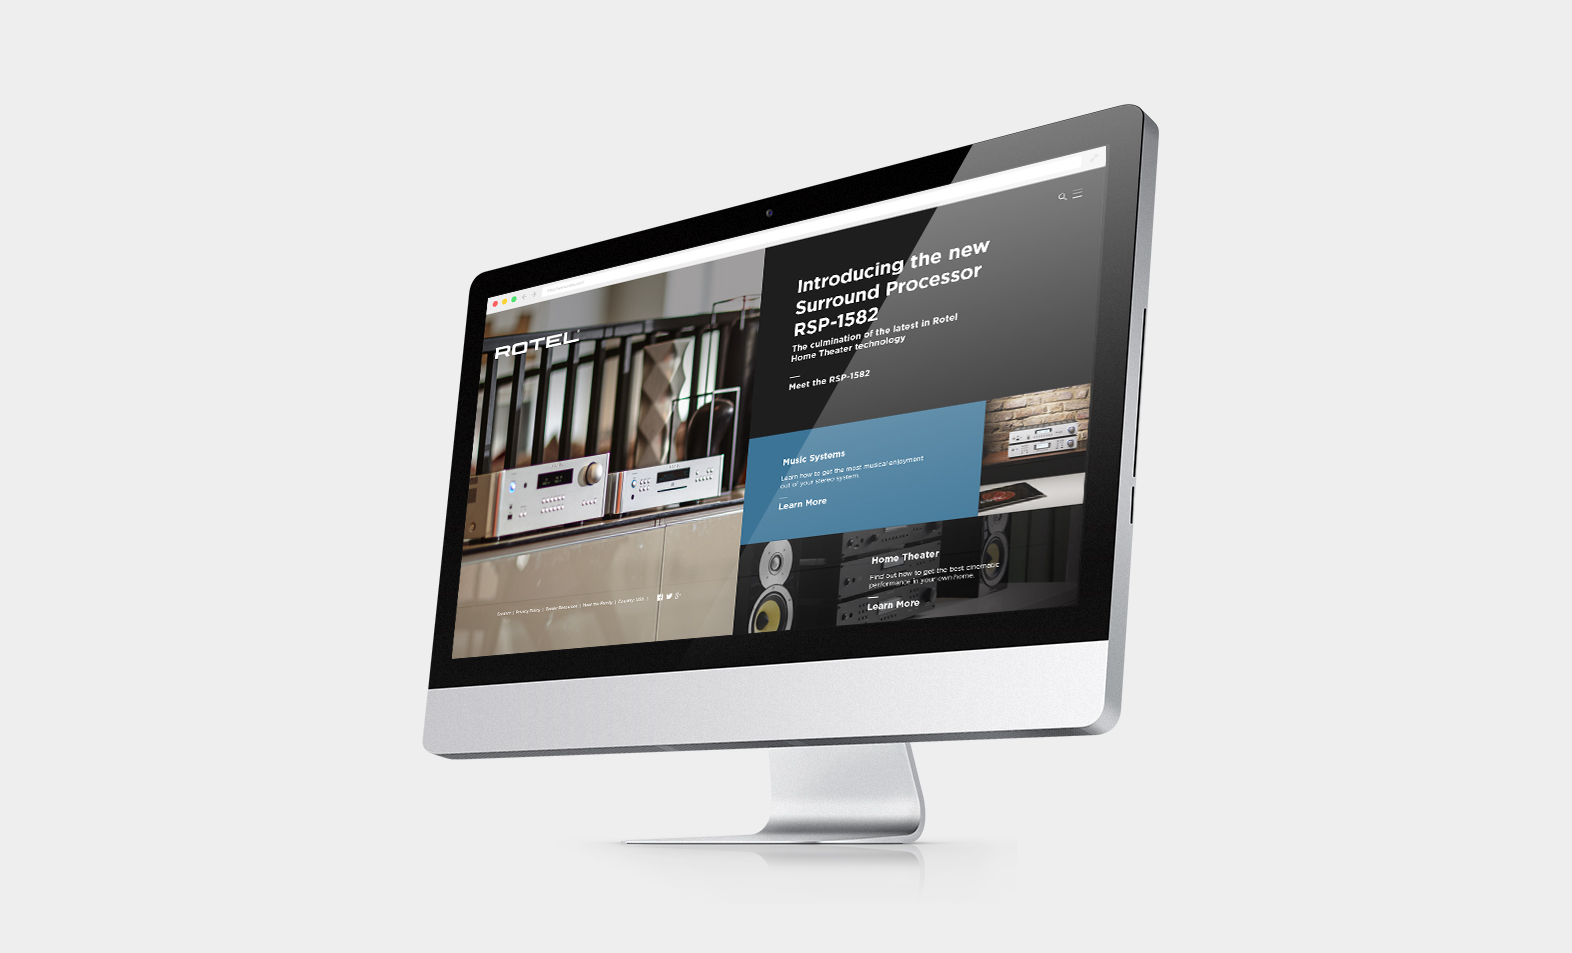 ROTEL
Introducing the new
Surround Processor
RSP-1582
The culmination of the latest in Rotel
Home Theater technology
Meet the RSP-1582
Music Systems
Learn how to get the most musical enjoyment
out of your stereo system.
Learn More
Home Theater
Find out how to get the best cinematic
performance in your own home.
Learn More
Contact | Privacy Policy | Dealer Resources | Meet the Family | Country: USA |